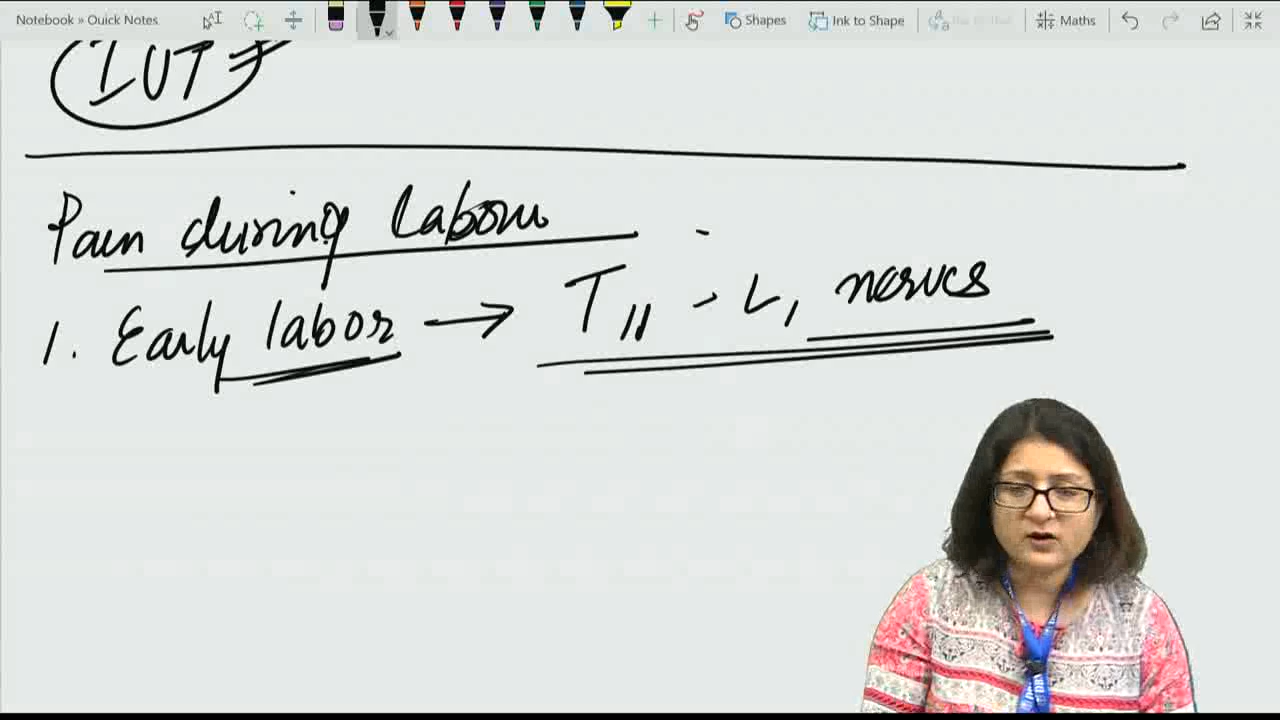 Notebook » Quick Notes
Shapes
Ink to Shape
Maths
IUT
Pain during labour
1. Early labor → T11 - L1 nerves